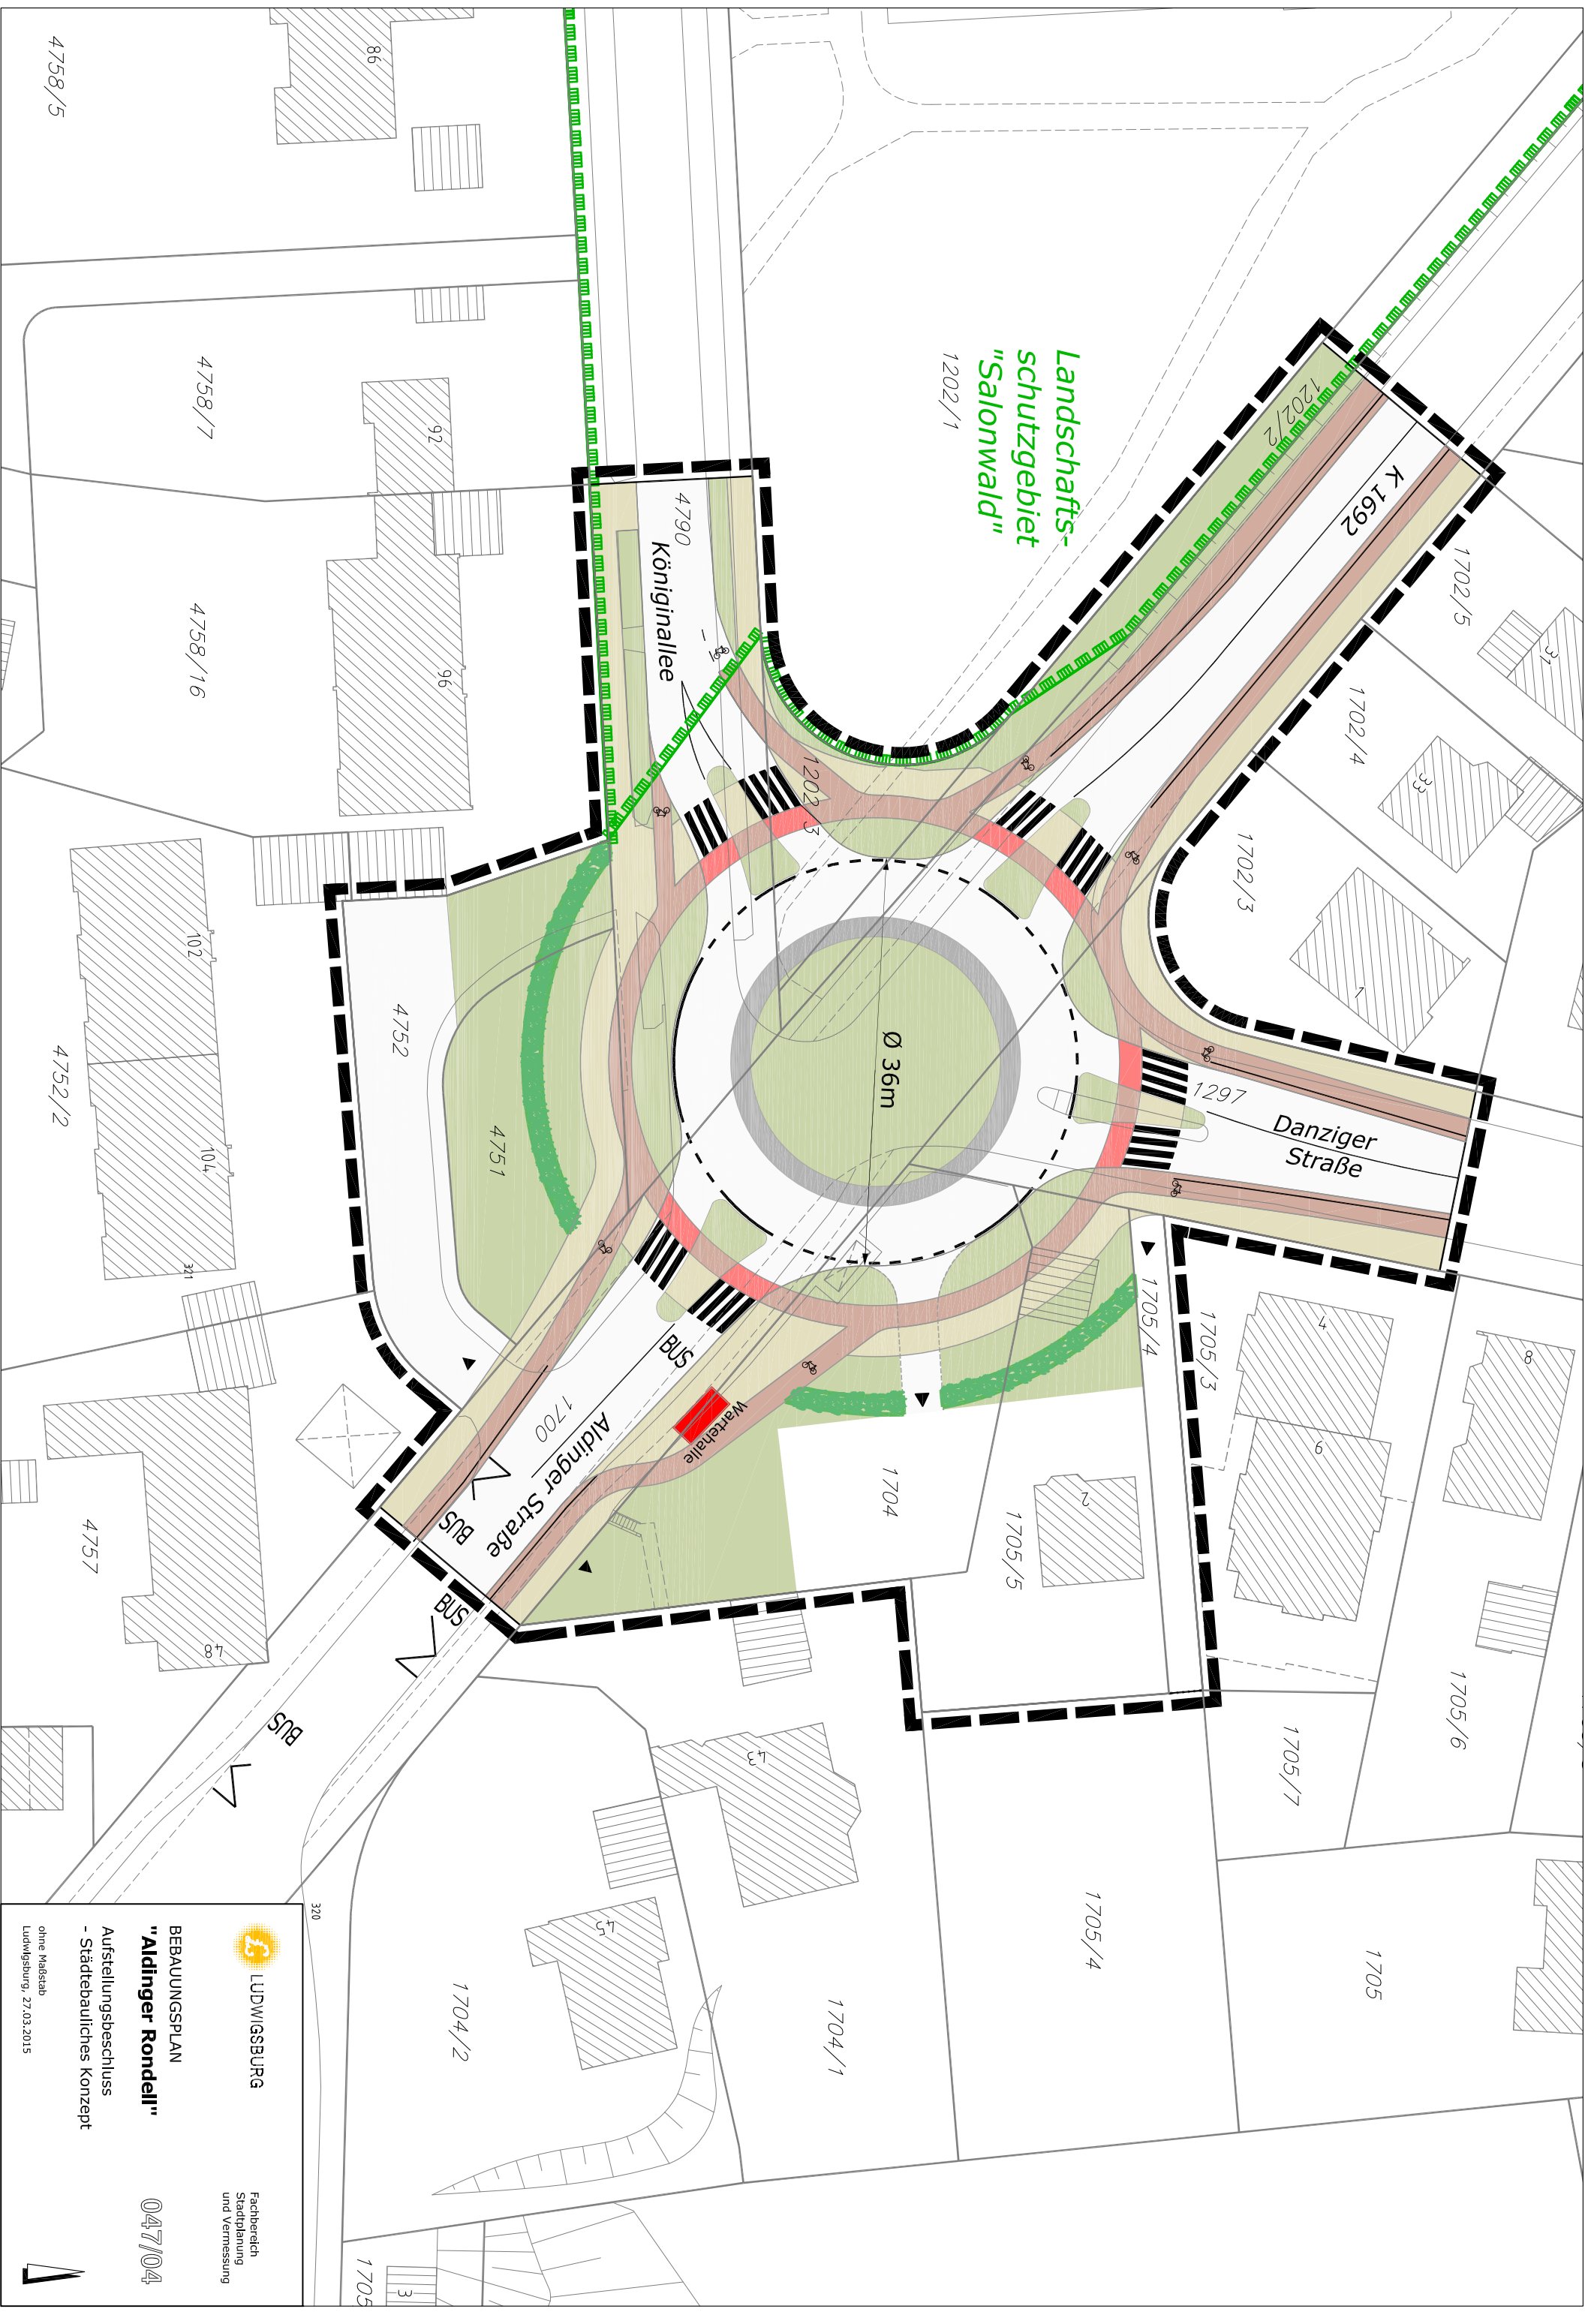 Landschafts-
schutzgebiet
"Salonwald"
1202/1
1202/2
K 1692
1702/5
1702/4
1702/3
31
33
1
4758/5
86
4758/7
92
4758/16
96
4790
Königinallee
1202/3
102
4752
4752/2
104
4751
321
Ø 36m
1297
Danziger
Straße
1705/4
1705/3
4
8
6
BUS
Wartehalle
1700
Aldinger Straße
BUS
BUS
BUS
1704
1705/5
2
4757
48
1705/6
1705/7
43
45
1705/4
1705
1704/1
1704/2
320
1705
3
LUDWIGSBURG
Fachbereich
Stadtplanung
und Vermessung
BEBAUUNGSPLAN
"Aldinger Rondell"
047/04
Aufstellungsbeschluss
- Städtebauliches Konzept
ohne Maßstab
Ludwigsburg, 27.03.2015